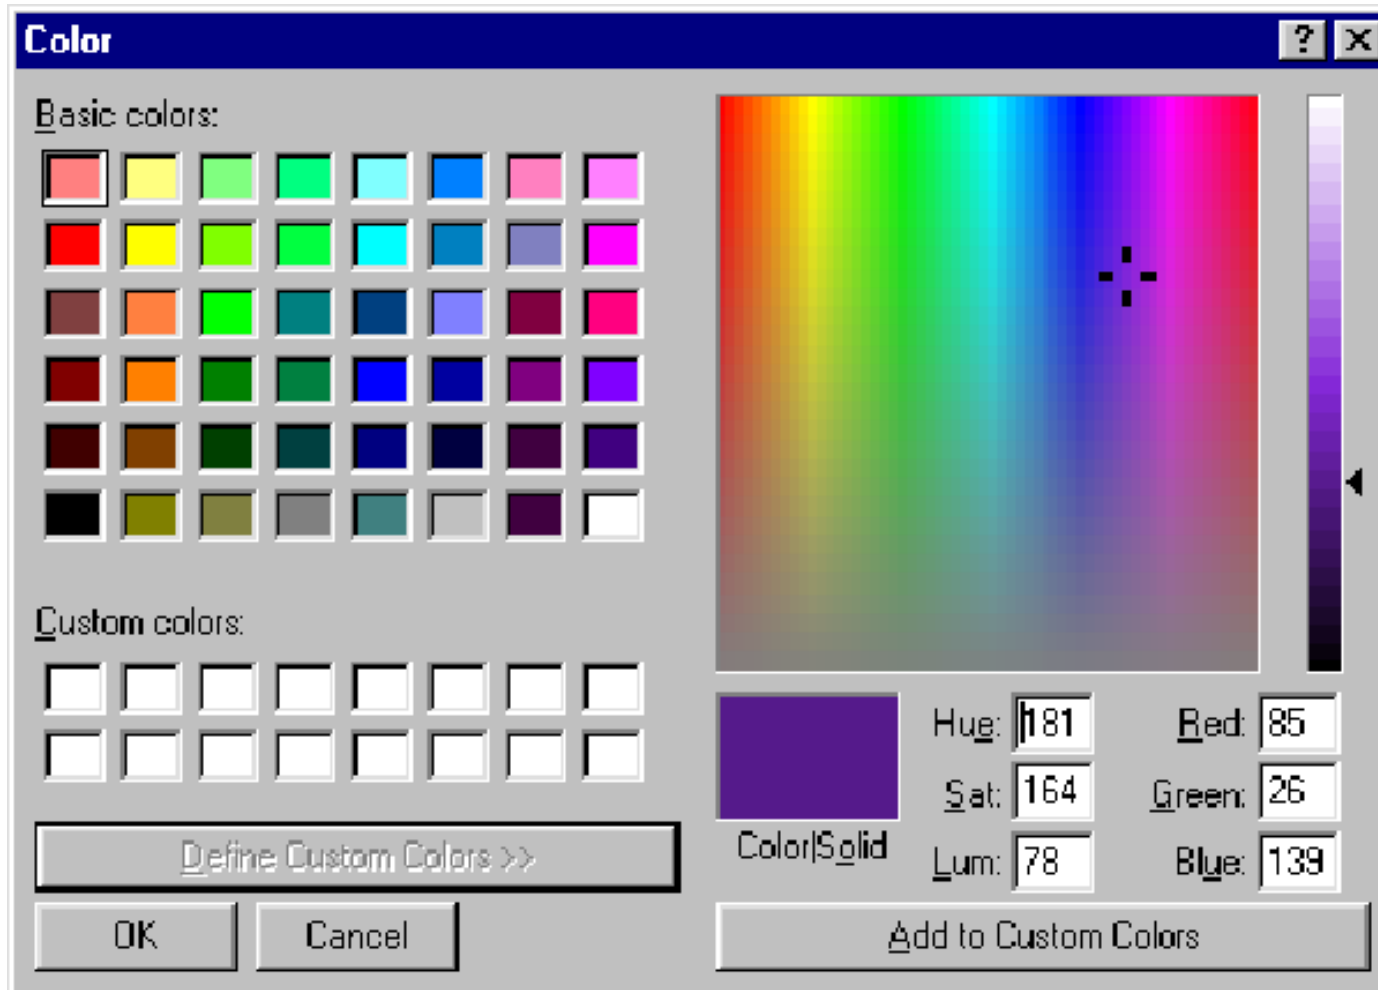 Color
Basic colors:
Custom colors:
Define Custom Colors >>
OK Cancel
Hue: 181 Red: 85
Sat: 164 Green: 26
Color|Solid
Lum: 78 Blue: 139
Add to Custom Colors